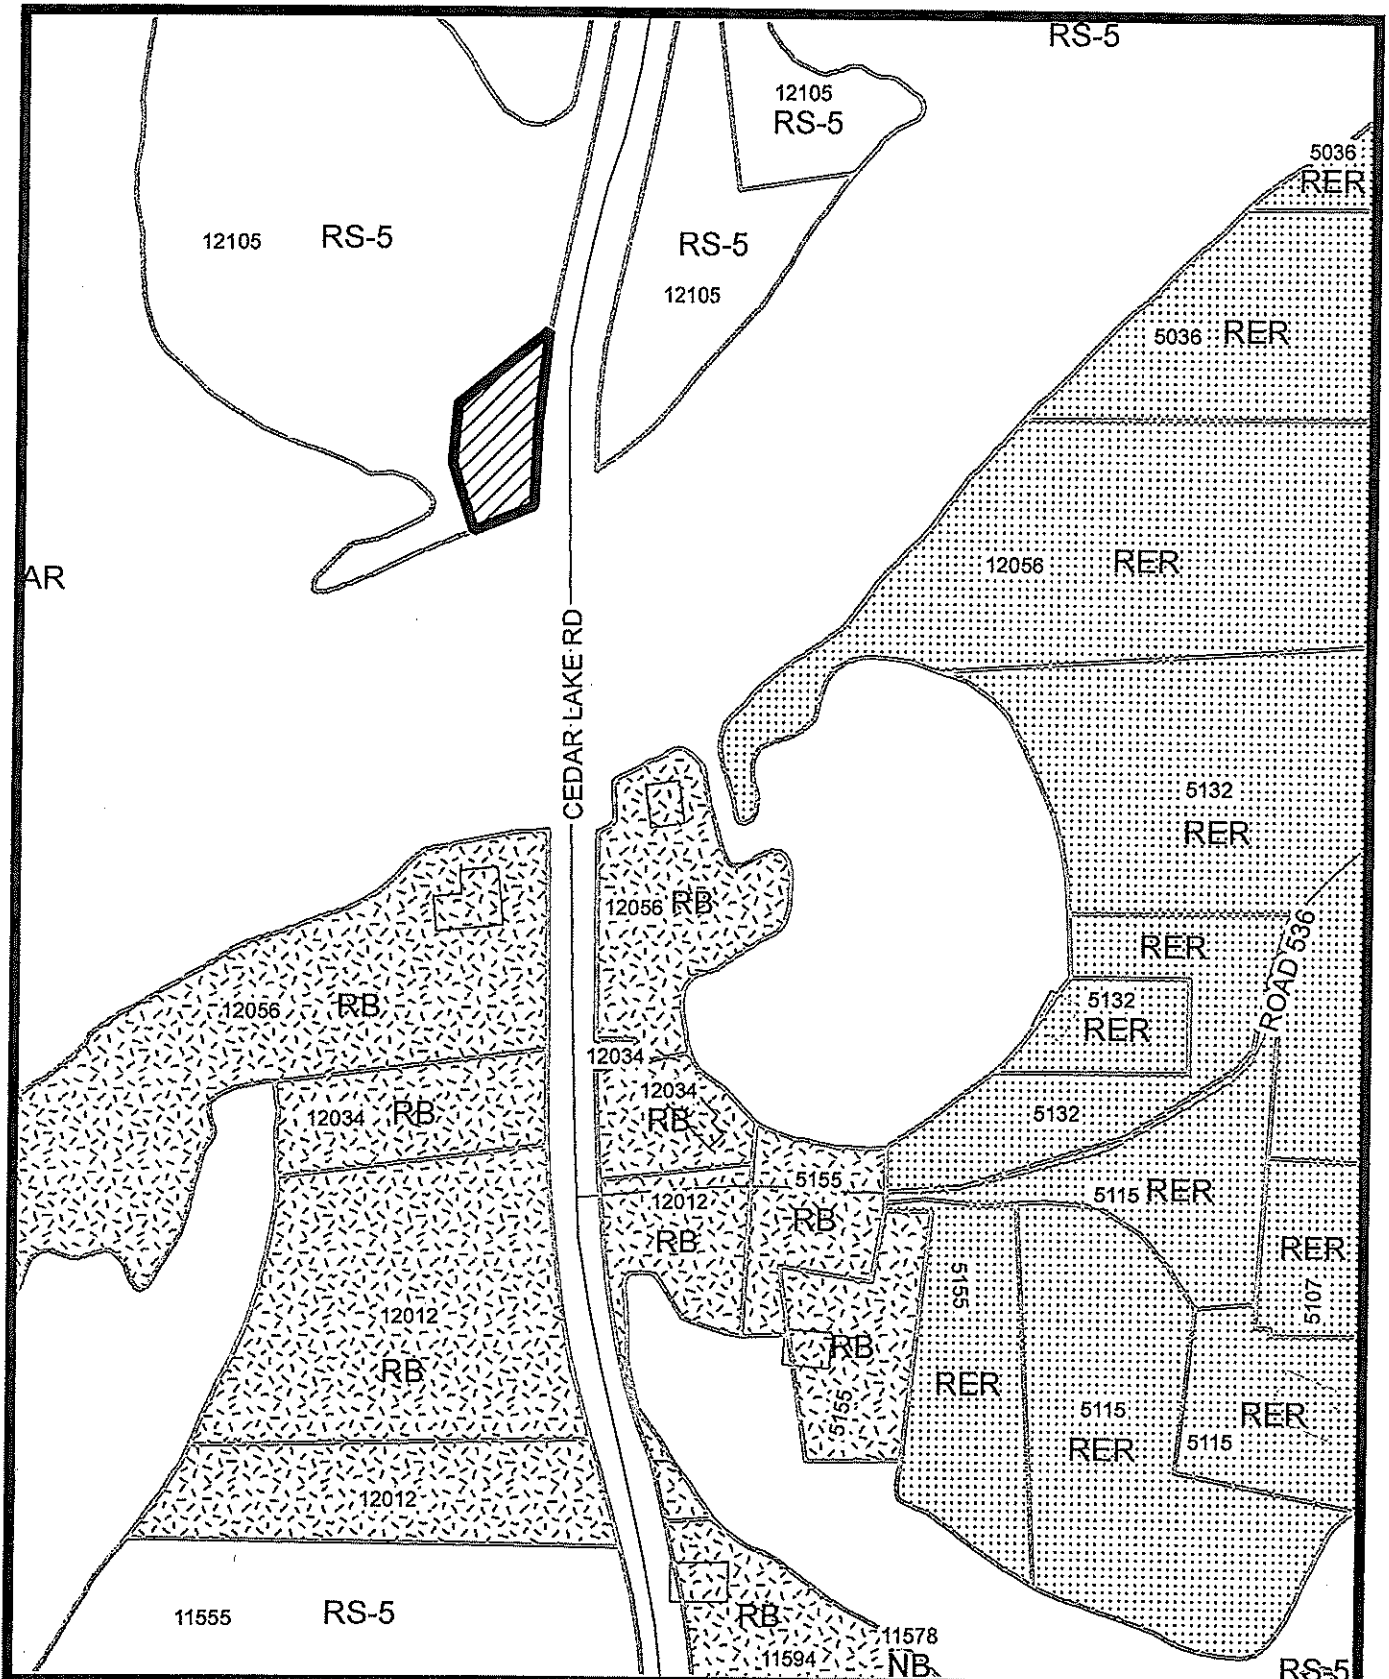 RS-5
12105
RS-5
5036
RER
12105 RS-5
RS-5
12105
5036 RER
12056 RER
AR
CEDAR LAKE RD
5132
RER
12056 RB
RER
ROAD 536
12056 RB
5132
RER
12034
12034
RB
12034 RB
5132
5155
12012
RB
RB
5115 RER
RER
5107
5155
12012
RB
RB
5155
RER
5115
RER
RER
5115
12012
11555 RS-5
RB
11594
11578
NB
RS-5